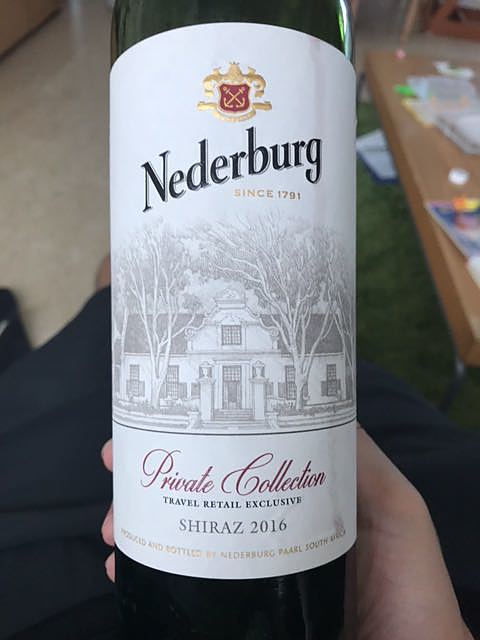 Nederburg
SINCE 1791
Private Collection
TRAVEL RETAIL EXCLUSIVE
SHIRAZ 2016
PRODUCED AND BOTTLED BY NEDERBURG PAARL SOUTH AFRICA